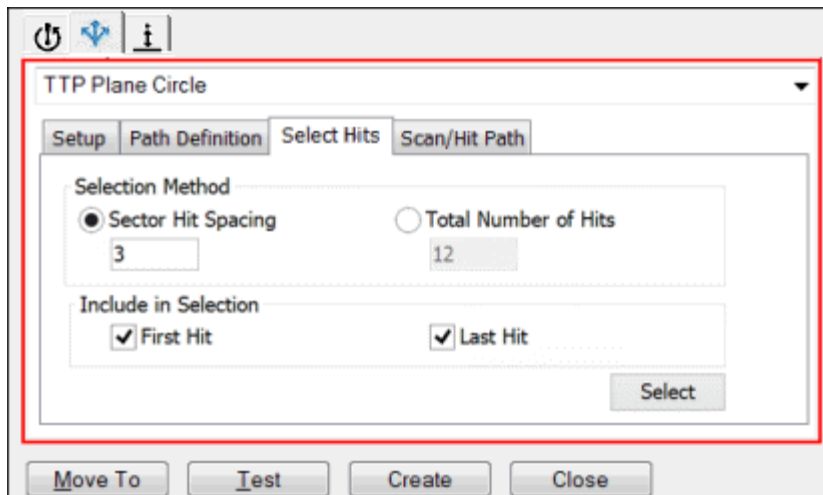 TTP Plane Circle
Setup Path Definition Select Hits Scan/Hit Path
Selection Method
Sector Hit Spacing Total Number of Hits
3 12
Include in Selection
First Hit Last Hit
Select
Move To Test Create Close